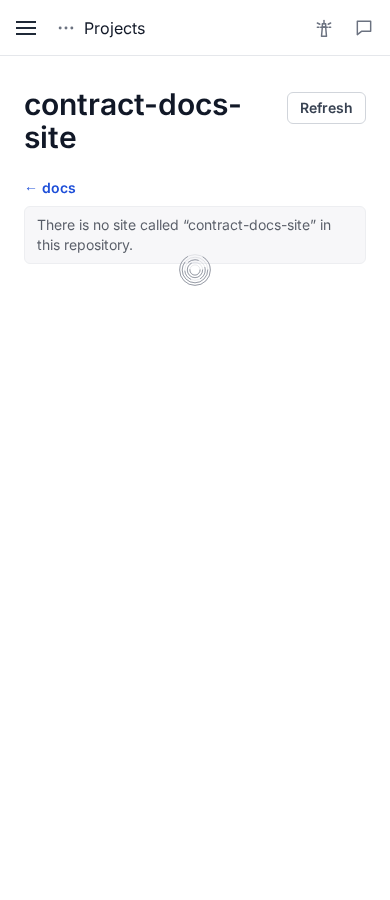 Projects
contract-docs-
site
Refresh
← docs
There is no site called “contract-docs-site” in
this repository.